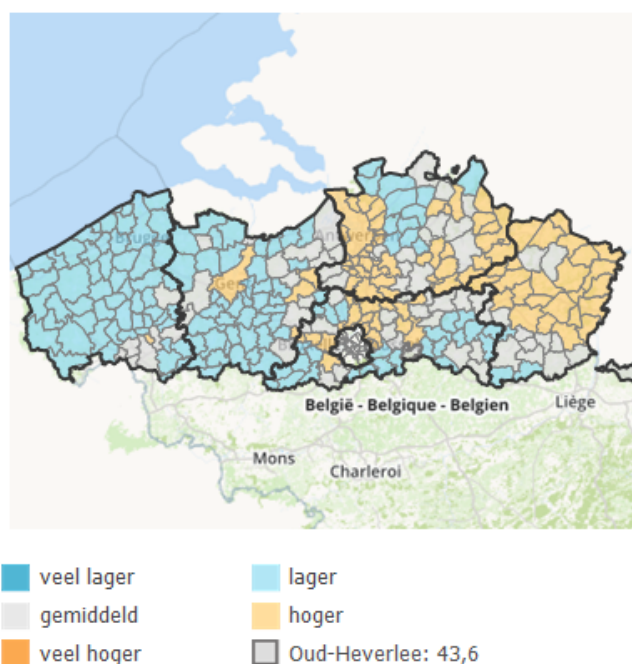 België - Belgique - Belgien
Liège
Mons
Charleroi
veel lager
lager
gemiddeld
hoger
veel hoger
Oud-Heverlee: 43,6